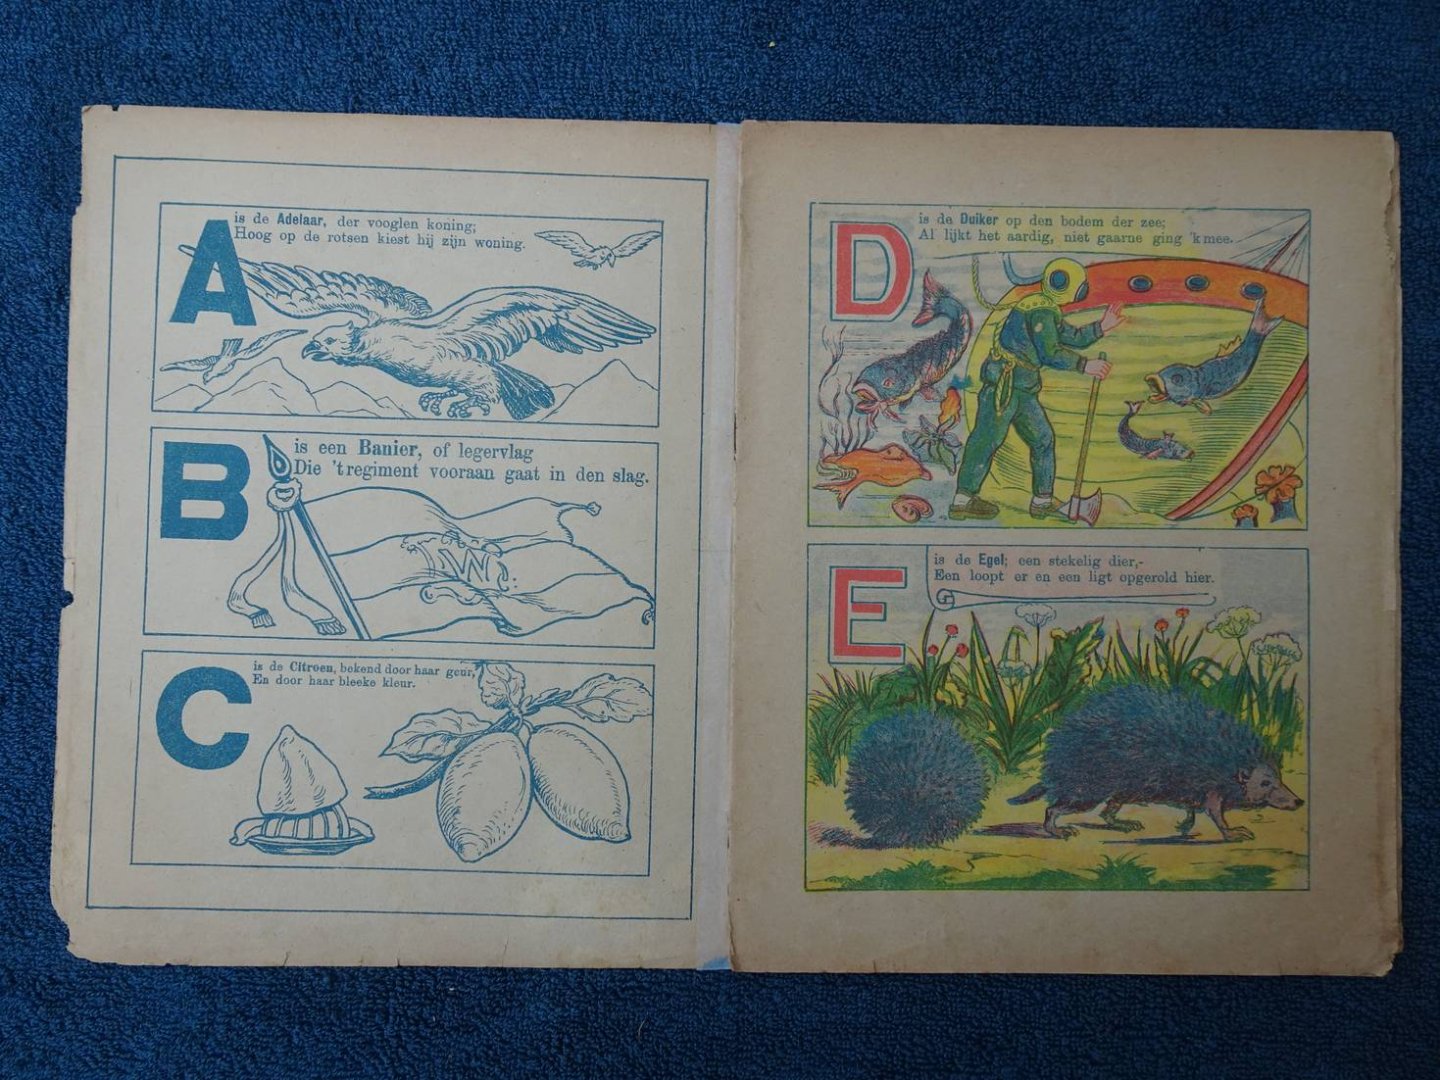 A is de Adelaar, der vooglen koning;
Hoog op de rotsen kiest hij zijn woning.
B is een Banier, of legervlag
Die 't regiment vooraan gaat in den slag.
W
C is de Citroen, bekend door haar geur,
En door haar bleeke kleur.
D is de Duiker op den bodem der zee;
Al lijkt het aardig, niet gaarne ging 'k mee.
E is de Egel; een stekelig dier,-
Een loopt er en een ligt opgerold hier.